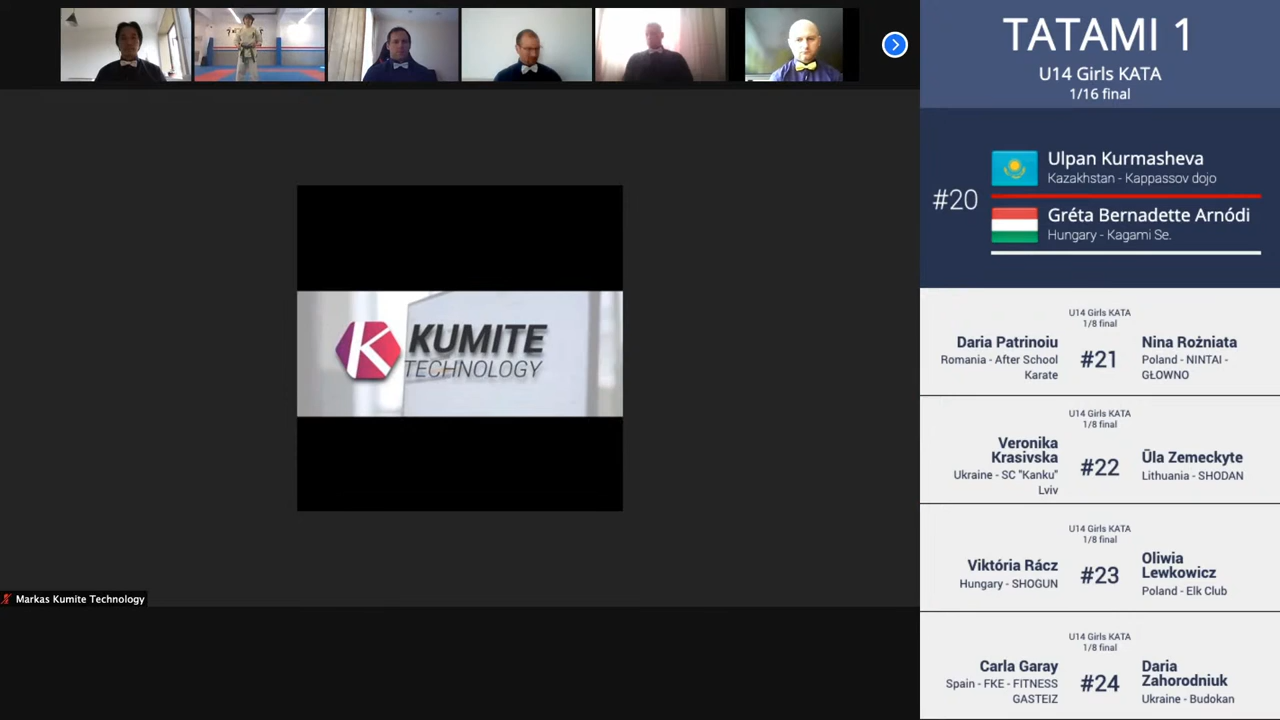 TATAMI 1
U14 Girls KATA
1/16 final
#20
Ulpan Kurmasheva
Kazakhstan - Kappassov dojo
Gréta Bernadette Arnódi
Hungary - Kagami Se.
U14 Girls KATA
1/8 final
Daria Patrinoiu
Romania - After School
Karate
#21
Nina Rożniata
Poland - NINTAI -
GŁOWNO
U14 Girls KATA
1/8 final
Veronika
Krasivska
Ukraine - SC "Kanku"
Lviv
#22
Ūla Zemeckyte
Lithuania - SHODAN
U14 Girls KATA
1/8 final
Viktória Rácz
Hungary - SHOGUN
#23
Oliwia
Lewkowicz
Poland - Elk Club
U14 Girls KATA
1/8 final
Carla Garay
Spain - FKE - FITNESS
GASTEIZ
#24
Daria
Zahorodniuk
Ukraine - Budokan
K KUMITE
TECHNOLOGY
Markas Kumite Technology